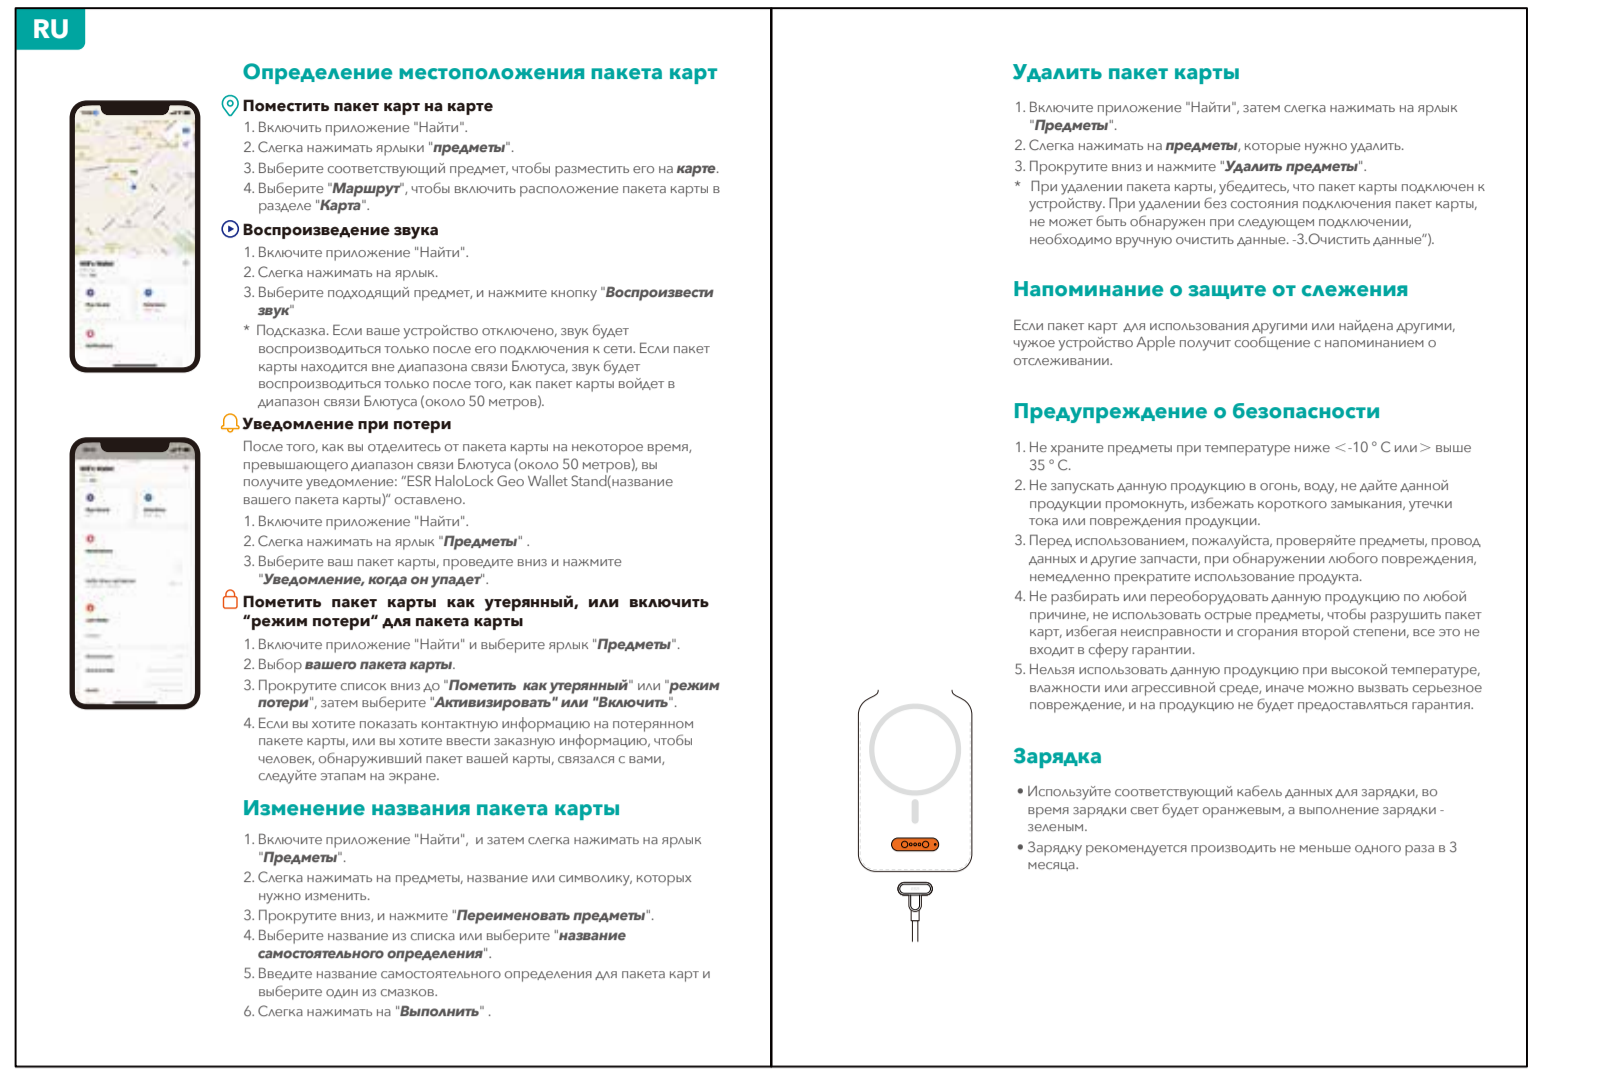 RU
Определение местоположения пакета карт
Поместить пакет карт на карте
1. Включить приложение "Найти".
2. Слегка нажимать ярлыки "предметы".
3. Выберите соответствующий предмет, чтобы разместить его на карте.
4. Выберите "Маршрут", чтобы включить расположение пакета карты в
разделе "Карта".
Воспроизведение звука
1. Включите приложение "Найти".
2. Слегка нажимать на ярлык.
3. Выберите подходящий предмет, и нажмите кнопку "Воспроизвести
звук"
* Подсказка. Если ваше устройство отключено, звук будет
воспроизводиться только после его подключения к сети. Если пакет
карты находится вне диапазона связи Блютуса, звук будет
воспроизводиться только после того, как пакет карты войдет в
диапазон связи Блютуса (около 50 метров).
Уведомление при потери
После того, как вы отделитесь от пакета карты на некоторое время,
превышающего диапазон связи Блютуса (около 50 метров), вы
получите уведомление: “ESR HaloLock Geo Wallet Stand(название
вашего пакета карты)“ оставлено.
1. Включите приложение "Найти".
2. Слегка нажимать на ярлык "Предметы" .
3. Выберите ваш пакет карты, проведите вниз и нажмите
"Уведомление, когда он упадет".
Пометить пакет карты как утерянный, или включить
“режим потери“ для пакета карты
1. Включите приложение "Найти" и выберите ярлык "Предметы".
2. Выбор вашего пакета карты.
3. Прокрутите список вниз до "Пометить как утерянный" или "режим
потери", затем выберите "Активизировать" или "Включить".
4. Если вы хотите показать контактную информацию на потерянном
пакете карты, или вы хотите ввести заказную информацию, чтобы
человек, обнаруживший пакет вашей карты, связался с вами,
следуйте этапам на экране.
Изменение названия пакета карты
1. Включите приложение "Найти", и затем слегка нажимать на ярлык
"Предметы".
2. Слегка нажимать на предметы, название или символику, которых
нужно изменить.
3. Прокрутите вниз, и нажмите "Переименовать предметы".
4. Выберите название из списка или выберите "название
самостоятельного определения".
5. Введите название самостоятельного определения для пакета карт и
выберите один из смазков.
6. Слегка нажимать на "Выполнить" .
Удалить пакет карты
1. Включите приложение "Найти", затем слегка нажимать на ярлык
"Предметы".
2. Слегка нажимать на предметы, которые нужно удалить.
3. Прокрутите вниз и нажмите "Удалить предметы".
* При удалении пакета карты, убедитесь, что пакет карты подключен к
устройству. При удалении без состояния подключения пакет карты,
не может быть обнаружен при следующем подключении,
необходимо вручную очистить данные. -3.Очистить данные”).
Напоминание о защите от слежения
Если пакет карт для использования другими или найдена другими,
чужое устройство Apple получит сообщение с напоминанием о
отслеживании.
Предупреждение о безопасности
1. Не храните предметы при температуре ниже ＜-10 ° C или＞ выше
35 ° C.
2. Не запускать данную продукцию в огонь, воду, не дайте данной
продукции промокнуть, избежать короткого замыкания, утечки
тока или повреждения продукции.
3. Перед использованием, пожалуйста, проверяйте предметы, провод
данных и другие запчасти, при обнаружении любого повреждения,
немедленно прекратите использование продукта.
4. Не разбирать или переоборудовать данную продукцию по любой
причине, не использовать острые предметы, чтобы разрушить пакет
карт, избегая неисправности и сгорания второй степени, все это не
входит в сферу гарантии.
5. Нельзя использовать данную продукцию при высокой температуре,
влажности или агрессивной среде, иначе можно вызвать серьезное
повреждение, и на продукцию не будет предоставляться гарантия.
Зарядка
• Используйте соответствующий кабель данных для зарядки, во
время зарядки свет будет оранжевым, а выполнение зарядки -
зеленым.
• Зарядку рекомендуется производить не меньше одного раза в 3
месяца.